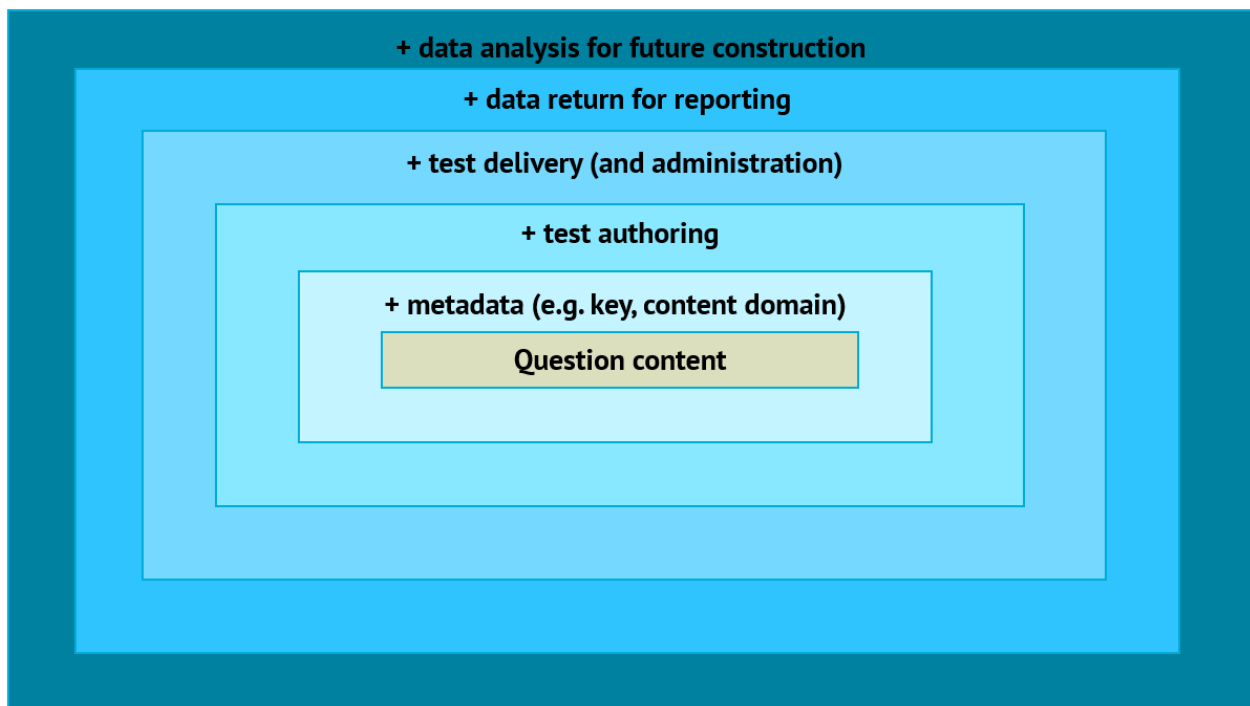 + data analysis for future construction
+ data return for reporting
+ test delivery (and administration)
+ test authoring
+ metadata (e.g. key, content domain)
Question content